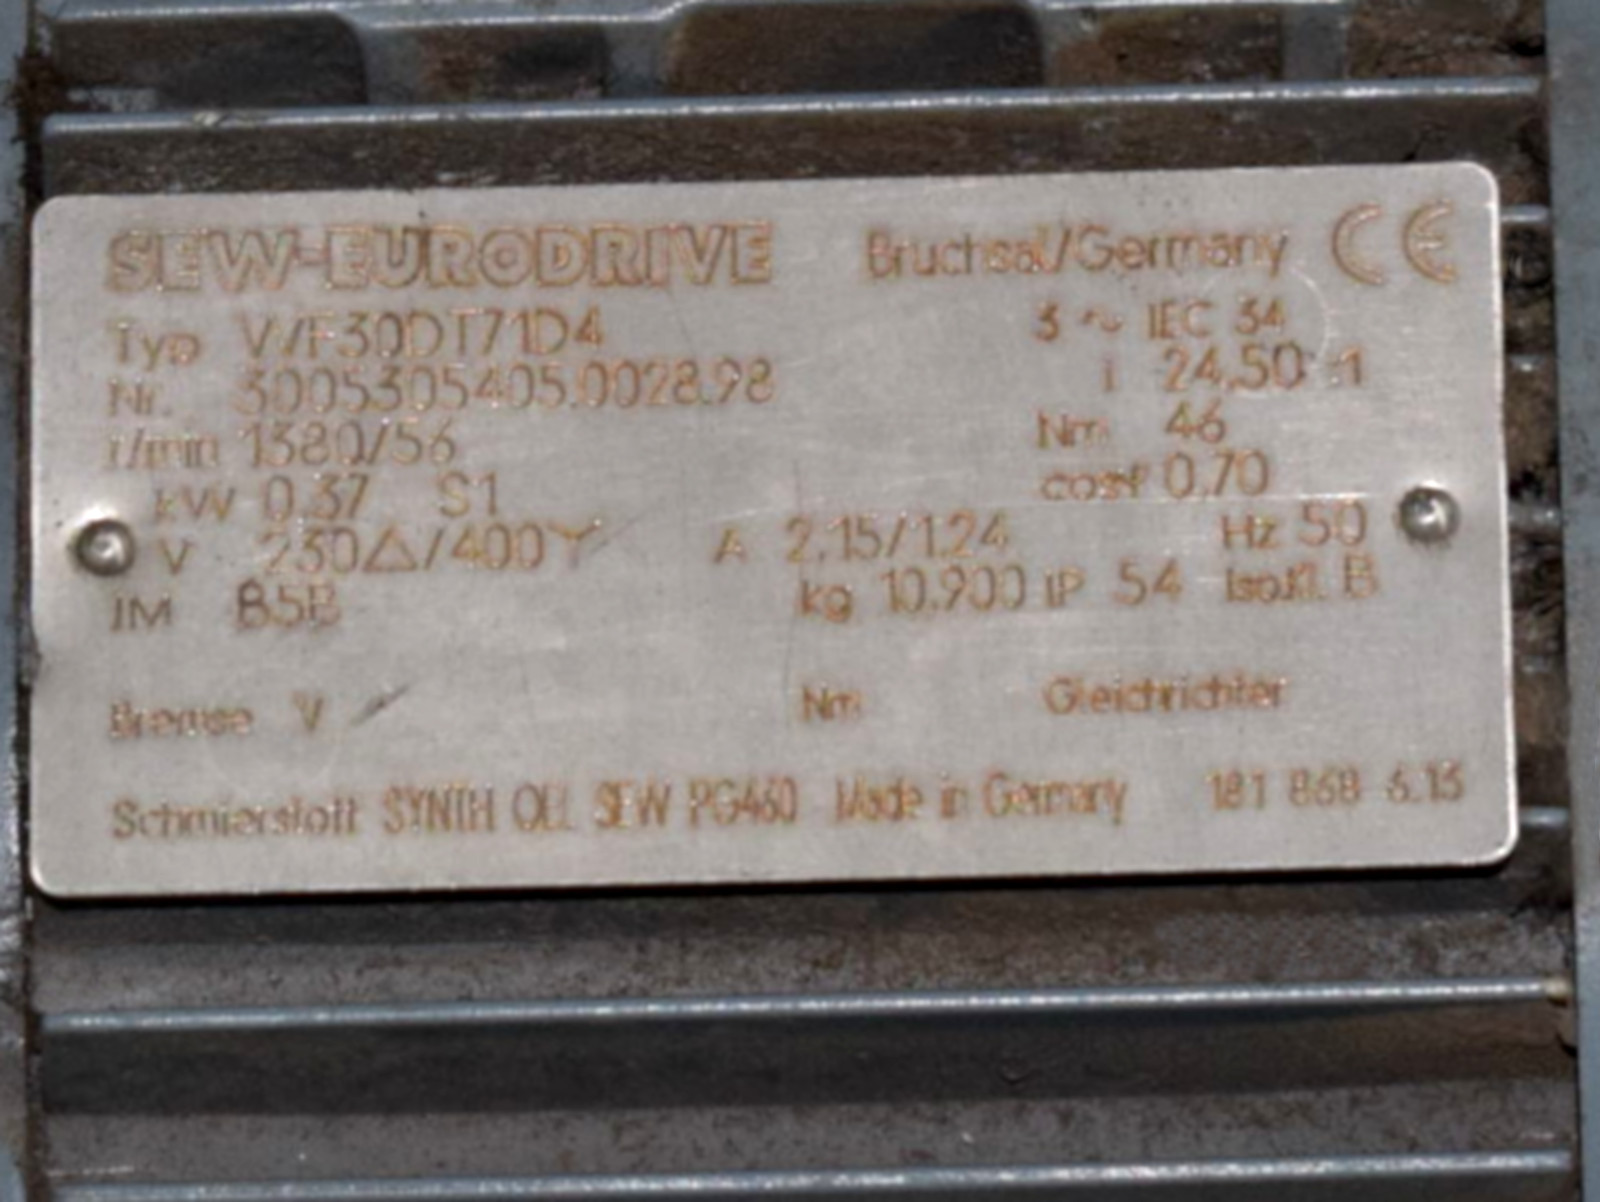 SEW-EURODRIVE Bruchsal/Germany CE
Typ WF30DT71D4 3 ~ IEC 34
Nr. 3005305405.0028.98 i 24,50 :1
r/min 1380/56 Nm 46
kW 0.37 S1 cosφ 0.70
V 230△/400Y A 2.15/1.24 Hz 50
IM B5B kg 10.900 IP 54 Iso.Kl. B
Bremse V Nm Gleichrichter
Schmierstoff SYNTH OEL SEW PG460 Made in Germany 181 868 6.13